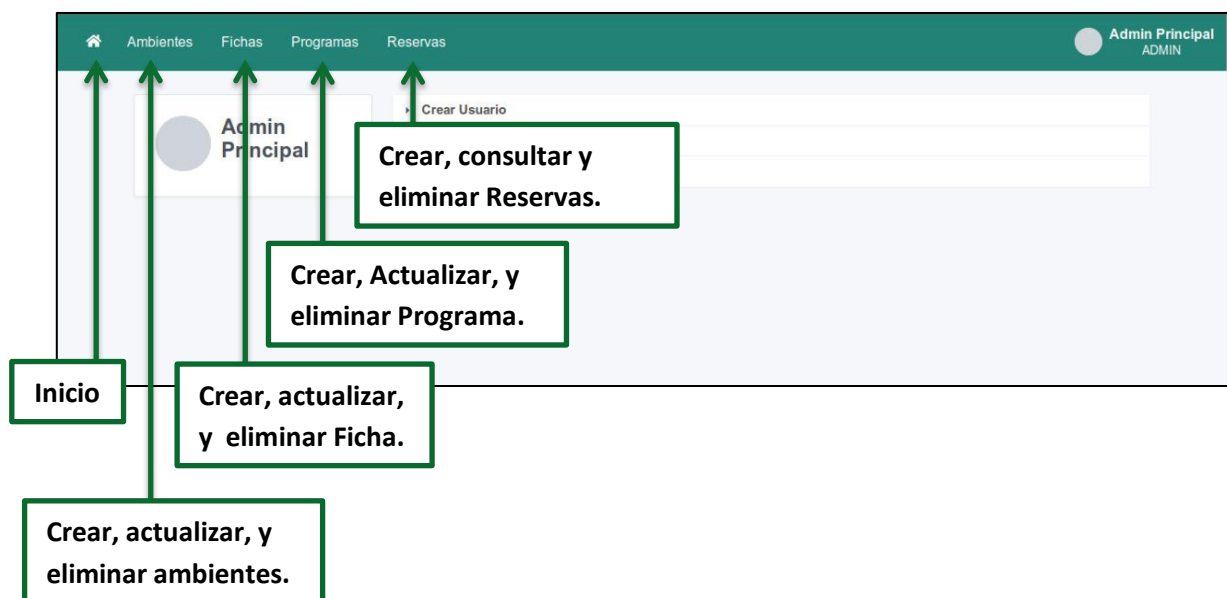 Ambientes Fichas Programas Reservas
Admin Principal
ADMIN
Crear Usuario
Admin
Principal
Crear, consultar y
eliminar Reservas.
Crear, Actualizar, y
eliminar Programa.
Inicio
Crear, actualizar,
y eliminar Ficha.
Crear, actualizar, y
eliminar ambientes.